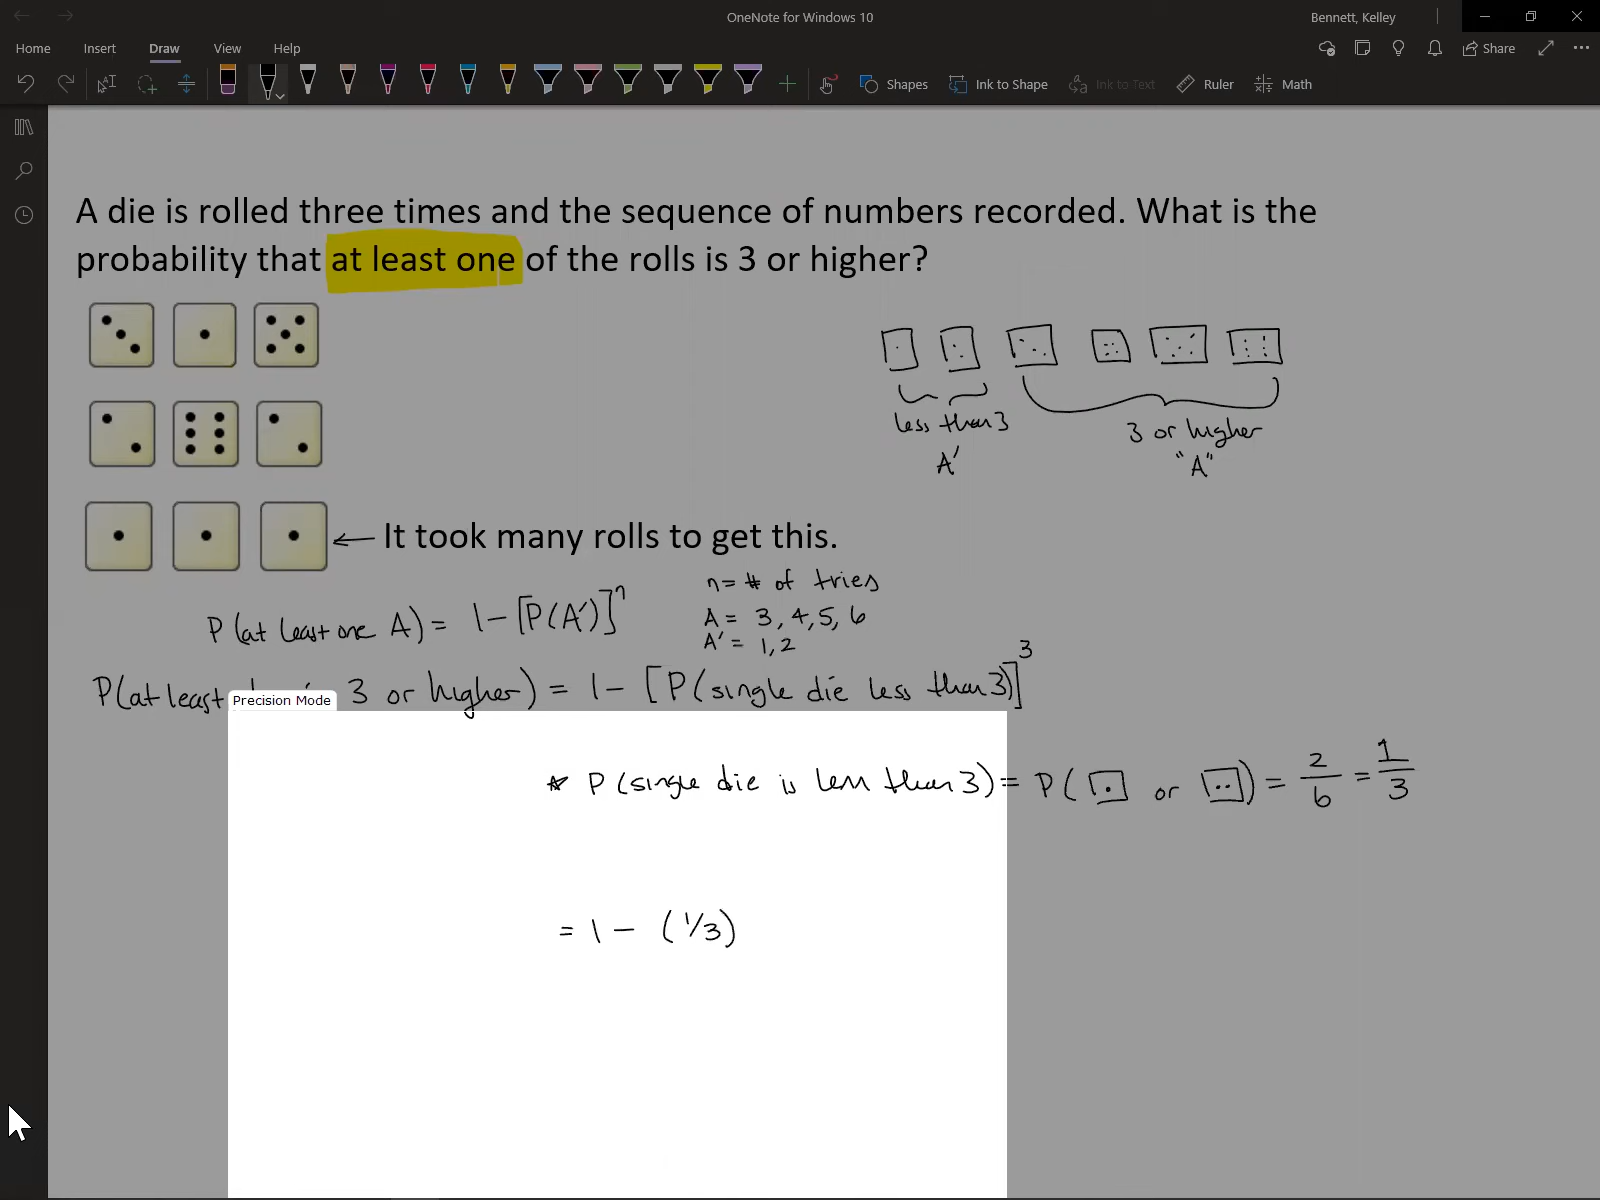 OneNote for Windows 10
Bennett, Kelley
Home Insert Draw View Help
Share
Shapes Ink to Shape Ink to Text Ruler Math
A die is rolled three times and the sequence of numbers recorded. What is the
probability that at least one of the rolls is 3 or higher?
less than 3
3 or higher
A'
"A"
← It took many rolls to get this.
n = # of tries
P(at least one A) = 1 - [P(A')]ⁿ
A = 3, 4, 5, 6
A' = 1, 2
P(at least 3 or higher) = 1 - [P(single die less than 3)]³
Precision Mode
* P(single die is less than 3) = P( or ) = 2/6 = 1/3
= 1 - (1/3)